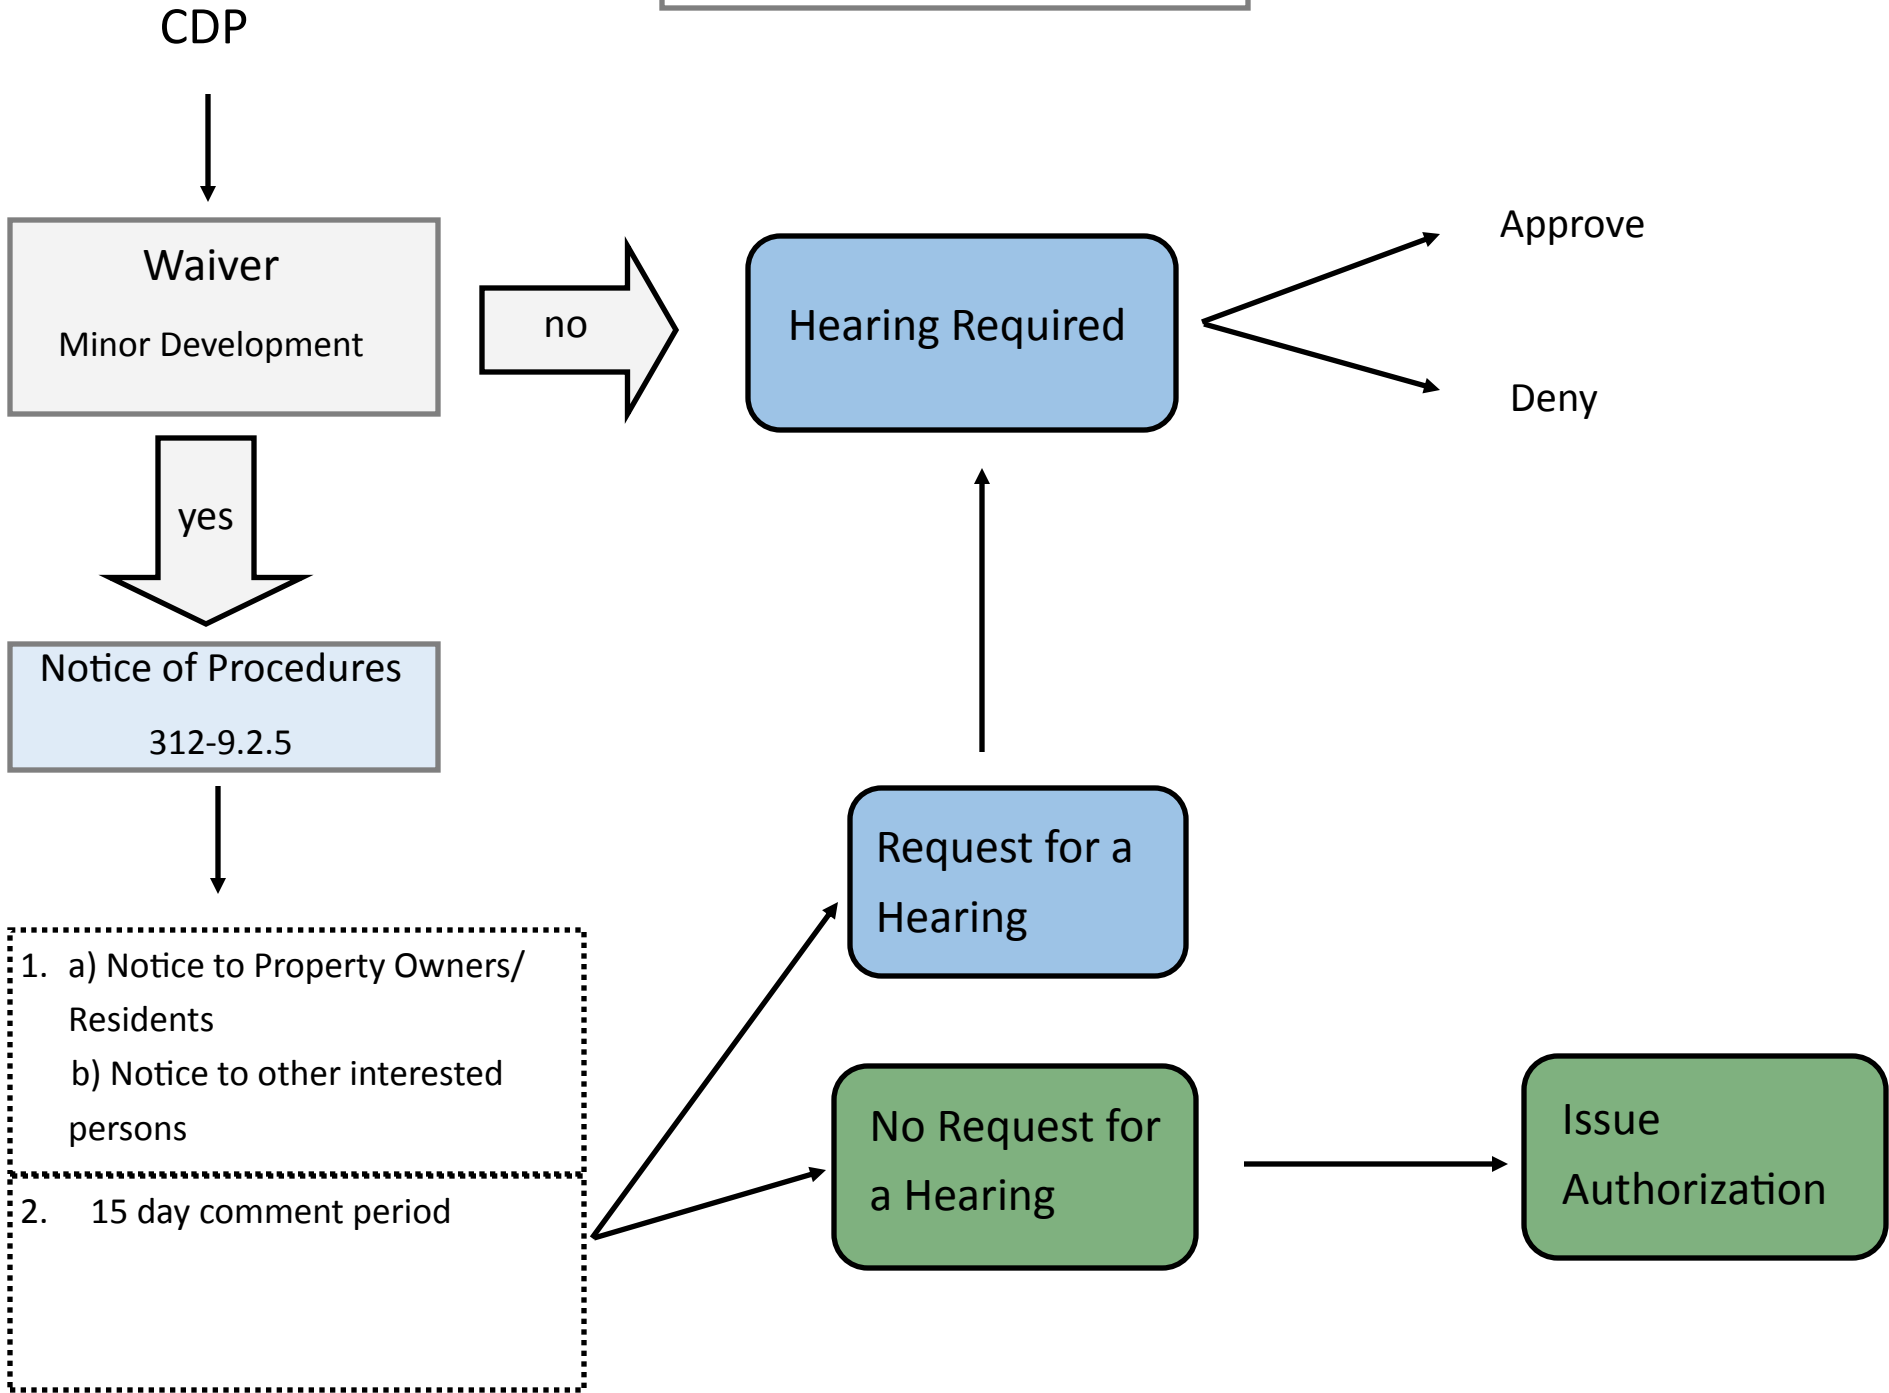 CDP
Waiver
Minor Development
no
Hearing Required
Approve
Deny
yes
Notice of Procedures
312-9.2.5
Request for a
Hearing
1. a) Notice to Property Owners/
Residents
b) Notice to other interested
persons
2. 15 day comment period
No Request for
a Hearing
Issue
Authorization